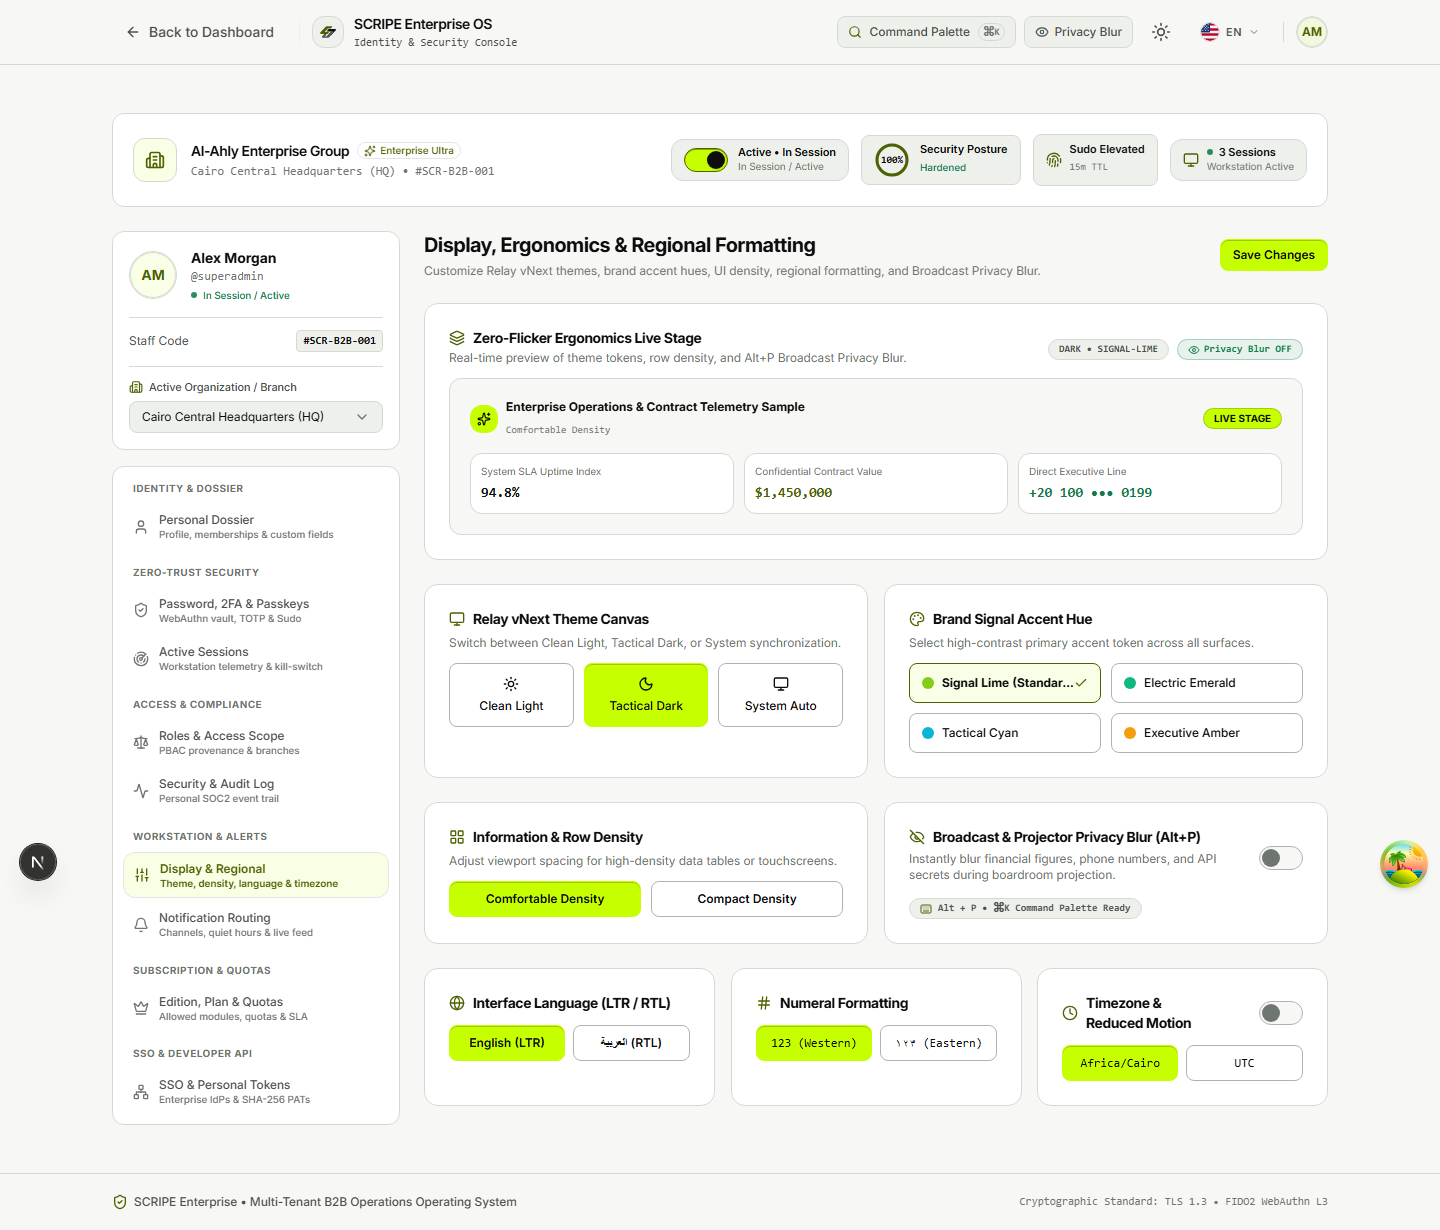 Back to Dashboard
SCRIPE Enterprise OS
Identity & Security Console
Command Palette ⌘K
Privacy Blur
EN
AM
Al-Ahly Enterprise Group
Enterprise Ultra
Cairo Central Headquarters (HQ) • #SCR-B2B-001
Active • In Session
In Session / Active
100%
Security Posture
Hardened
Sudo Elevated
15m TTL
3 Sessions
Workstation Active
AM
Alex Morgan
@superadmin
In Session / Active
Staff Code
#SCR-B2B-001
Active Organization / Branch
Cairo Central Headquarters (HQ)
IDENTITY & DOSSIER
Personal Dossier
Profile, memberships & custom fields
ZERO-TRUST SECURITY
Password, 2FA & Passkeys
WebAuthn vault, TOTP & Sudo
Active Sessions
Workstation telemetry & kill-switch
ACCESS & COMPLIANCE
Roles & Access Scope
PBAC provenance & branches
Security & Audit Log
Personal SOC2 event trail
WORKSTATION & ALERTS
Display & Regional
Theme, density, language & timezone
Notification Routing
Channels, quiet hours & live feed
SUBSCRIPTION & QUOTAS
Edition, Plan & Quotas
Allowed modules, quotas & SLA
SSO & DEVELOPER API
SSO & Personal Tokens
Enterprise IdPs & SHA-256 PATs
Display, Ergonomics & Regional Formatting
Customize Relay vNext themes, brand accent hues, UI density, regional formatting, and Broadcast Privacy Blur.
Save Changes
Zero-Flicker Ergonomics Live Stage
Real-time preview of theme tokens, row density, and Alt+P Broadcast Privacy Blur.
DARK • SIGNAL-LIME
Privacy Blur OFF
Enterprise Operations & Contract Telemetry Sample
Comfortable Density
LIVE STAGE
System SLA Uptime Index
94.8%
Confidential Contract Value
$1,450,000
Direct Executive Line
+20 100 ••• 0199
Relay vNext Theme Canvas
Switch between Clean Light, Tactical Dark, or System synchronization.
Clean Light
Tactical Dark
System Auto
Brand Signal Accent Hue
Select high-contrast primary accent token across all surfaces.
Signal Lime (Standar...
Electric Emerald
Tactical Cyan
Executive Amber
Information & Row Density
Adjust viewport spacing for high-density data tables or touchscreens.
Comfortable Density
Compact Density
Broadcast & Projector Privacy Blur (Alt+P)
Instantly blur financial figures, phone numbers, and API
secrets during boardroom projection.
Alt + P • ⌘K Command Palette Ready
Interface Language (LTR / RTL)
English (LTR)
العربية (RTL)
Numeral Formatting
123 (Western)
١٢٣ (Eastern)
Timezone &
Reduced Motion
Africa/Cairo
UTC
N
SCRIPE Enterprise • Multi-Tenant B2B Operations Operating System
Cryptographic Standard: TLS 1.3 • FIDO2 WebAuthn L3